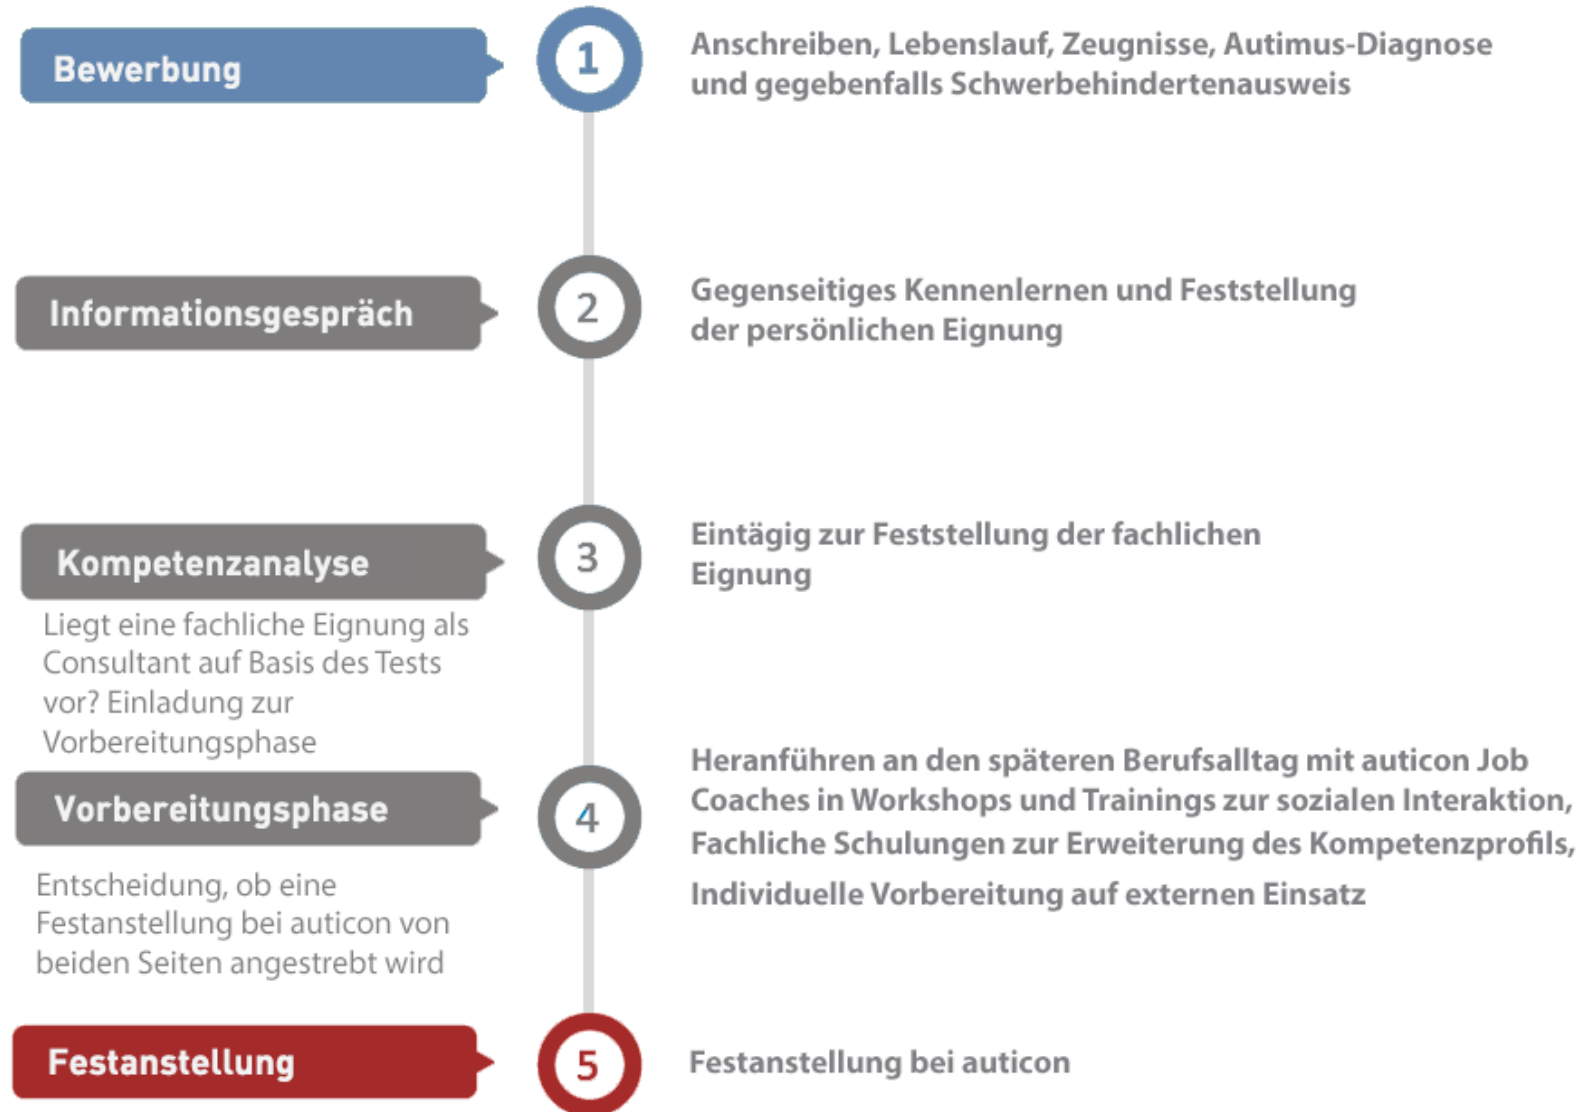 Bewerbung
1
Anschreiben, Lebenslauf, Zeugnisse, Autimus-Diagnose
und gegebenfalls Schwerbehindertenausweis
Informationsgespräch
2
Gegenseitiges Kennenlernen und Feststellung
der persönlichen Eignung
Kompetenzanalyse
3
Eintägig zur Feststellung der fachlichen
Eignung
Liegt eine fachliche Eignung als
Consultant auf Basis des Tests
vor? Einladung zur
Vorbereitungsphase
Vorbereitungsphase
4
Heranführen an den späteren Berufsalltag mit auticon Job
Coaches in Workshops und Trainings zur sozialen Interaktion,
Fachliche Schulungen zur Erweiterung des Kompetenzprofils,
Individuelle Vorbereitung auf externen Einsatz
Entscheidung, ob eine
Festanstellung bei auticon von
beiden Seiten angestrebt wird
Festanstellung
5
Festanstellung bei auticon